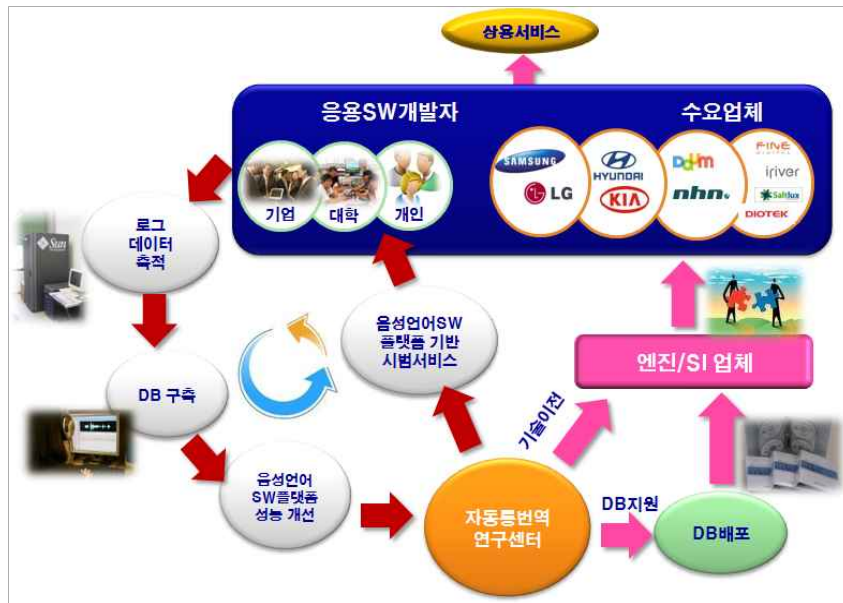 상용서비스
응용SW개발자
수요업체
기업
대학
개인
SAMSUNG
LG
HYUNDAI
KIA
Daum
nhn.
FINE
DIGITAL
iriver
Saltlux
DIOTEK
로그
데이터
축적
Sun
음성언어SW
플랫폼 기반
시범서비스
엔진/SI 업체
DB 구축
기술이전
음성언어
SW플랫폼
성능 개선
자동통번역
연구센터
DB지원
DB배포